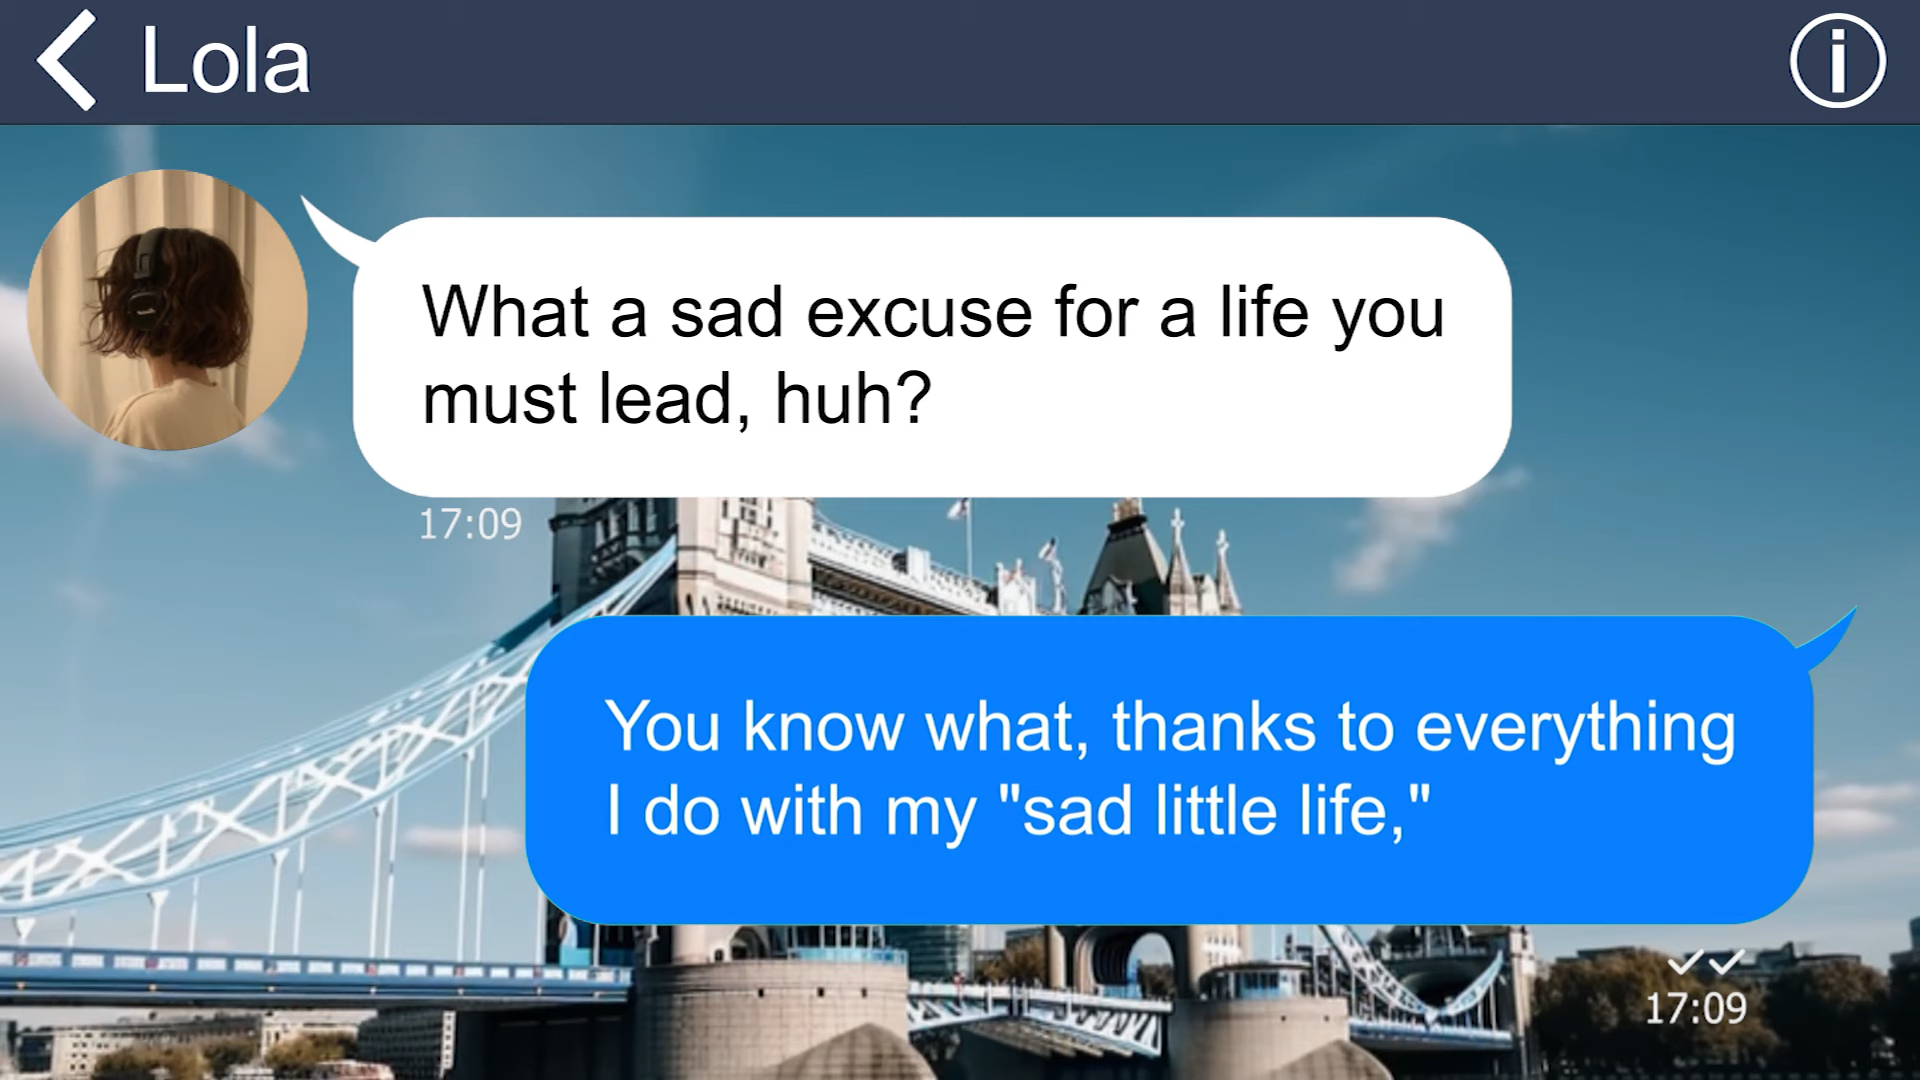 Lola
What a sad excuse for a life you
must lead, huh?
17:09
You know what, thanks to everything
I do with my "sad little life,"
17:09